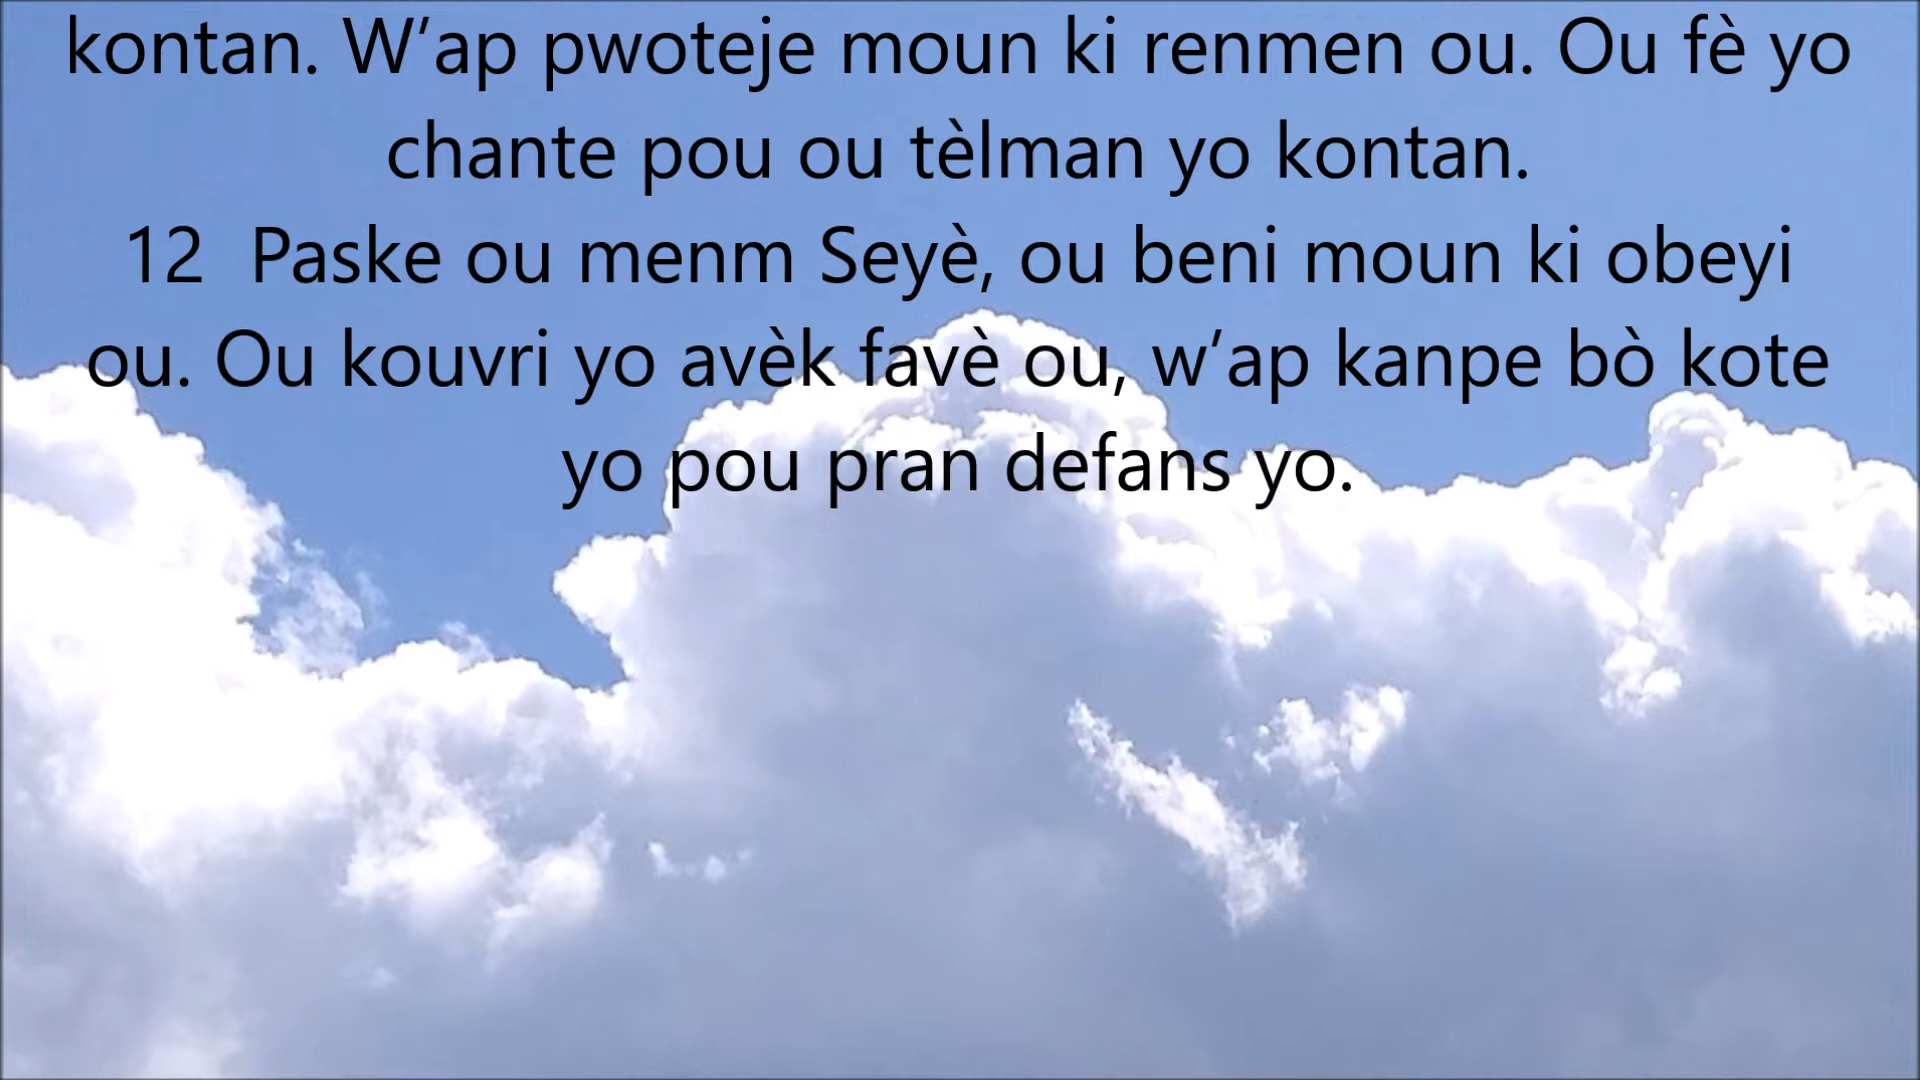 kontan. W’ap pwoteje moun ki renmen ou. Ou fè yo
chante pou ou tèlman yo kontan.
12  Paske ou menm Seyè, ou beni moun ki obeyi
ou. Ou kouvri yo avèk favè ou, w’ap kanpe bò kote
yo pou pran defans yo.